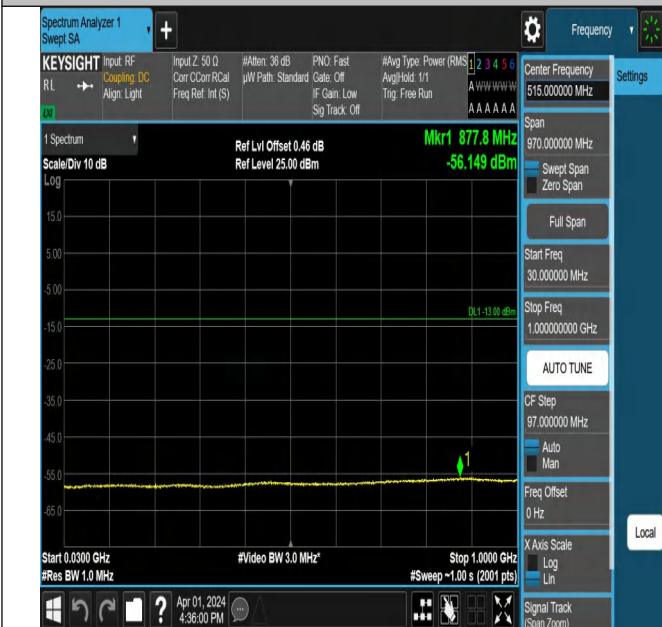 Spectrum Analyzer 1
Swept SA
Frequency
KEYSIGHT
RL
Input: RF
Coupling: DC
Align: Light
Input Z: 50 Ω
Corr CCorr RCal
Freq Ref: Int (S)
#Atten: 36 dB
µW Path: Standard
PNO: Fast
Gate: Off
IF Gain: Low
Sig Track: Off
#Avg Type: Power (RMS
Avg|Hold: 1/1
Trig: Free Run
1 2 3 4 5 6
A W W W W W
A A A A A A
1 Spectrum
Scale/Div 10 dB
Log
Ref Lvl Offset 0.46 dB
Ref Level 25.00 dBm
Mkr1 877.8 MHz
-56.149 dBm
15.0
5.00
-5.00
-15.0
-25.0
-35.0
-45.0
-55.0
-65.0
DL1 -13.00 dBm
1
Start 0.0300 GHz
#Res BW 1.0 MHz
#Video BW 3.0 MHz*
Stop 1.0000 GHz
#Sweep ~1.00 s (2001 pts)
?
Apr 01, 2024
4:36:00 PM
Center Frequency
515.000000 MHz
Span
970.000000 MHz
Swept Span
Zero Span
Full Span
Start Freq
30.000000 MHz
Stop Freq
1.000000000 GHz
AUTO TUNE
CF Step
97.000000 MHz
Auto
Man
Freq Offset
0 Hz
X Axis Scale
Log
Lin
Signal Track
(Span Zoom)
Settings
Local